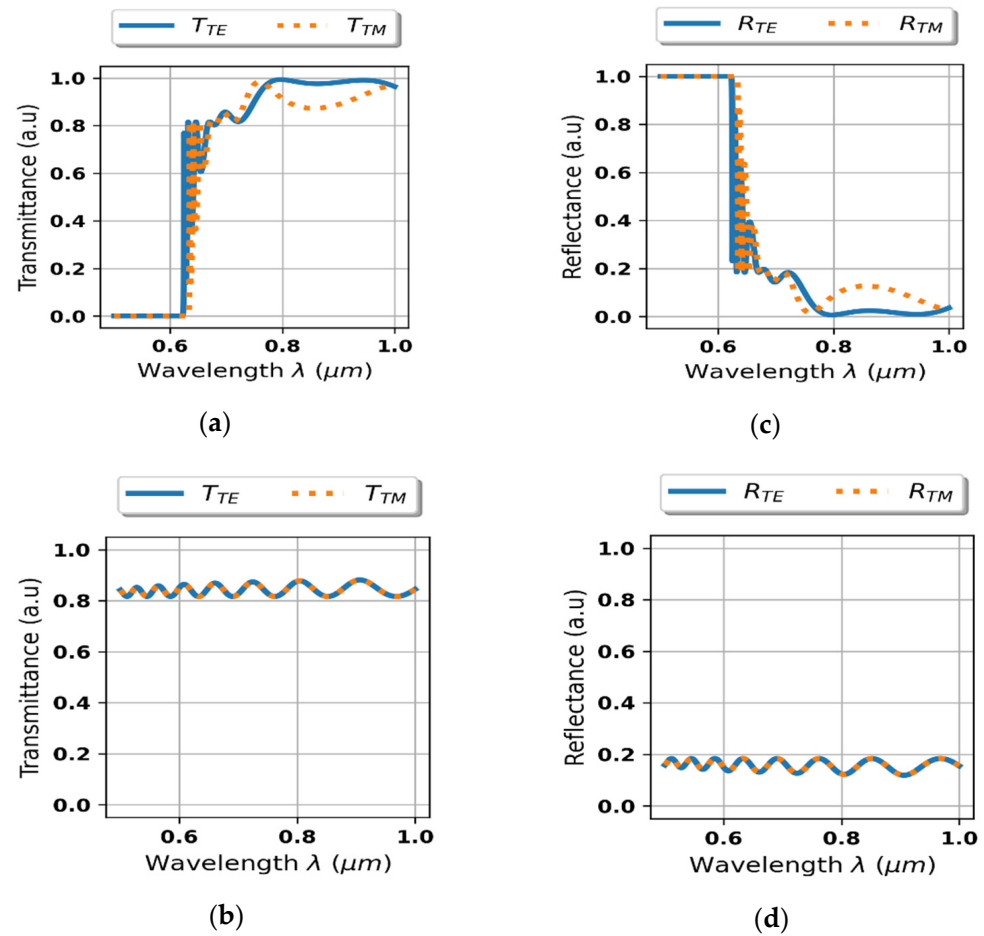 T_TE T_TM
Transmittance (a.u)
1.0
0.8
0.6
0.4
0.2
0.0
0.6 0.8 1.0
Wavelength λ (μm)
(a)
R_TE R_TM
Reflectance (a.u)
1.0
0.8
0.6
0.4
0.2
0.0
0.6 0.8 1.0
Wavelength λ (μm)
(c)
T_TE T_TM
Transmittance (a.u)
1.0
0.8
0.6
0.4
0.2
0.0
0.6 0.8 1.0
Wavelength λ (μm)
(b)
R_TE R_TM
Reflectance (a.u)
1.0
0.8
0.6
0.4
0.2
0.0
0.6 0.8 1.0
Wavelength λ (μm)
(d)